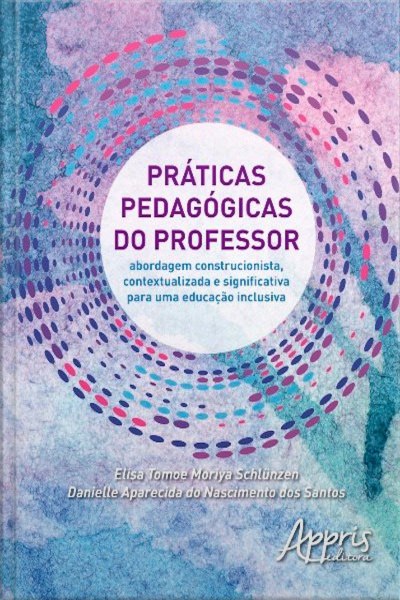 PRÁTICAS
PEDAGÓGICAS
DO PROFESSOR
abordagem construcionista,
contextualizada e significativa
para uma educação inclusiva
Elisa Tomoe Moriya Schlünzen
Danielle Aparecida do Nascimento dos Santos
Appris
editora